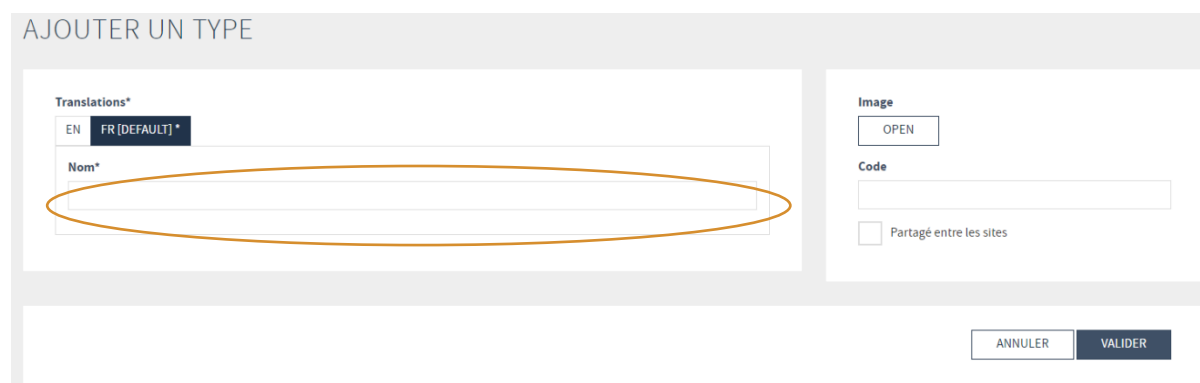 AJOUTER UN TYPE
Translations*
EN FR [DEFAULT] *
Nom*
Image
OPEN
Code
Partagé entre les sites
ANNULER VALIDER